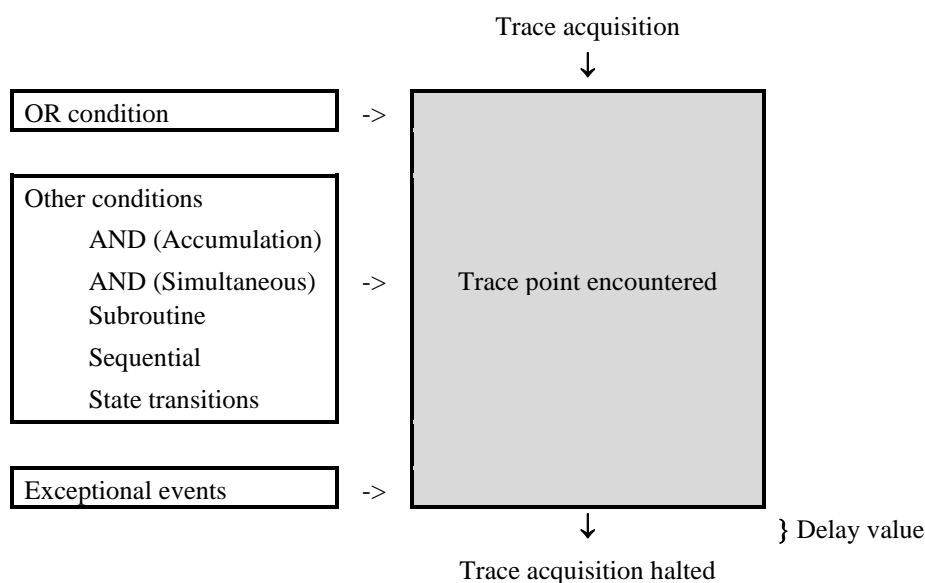 Trace acquisition
↓
OR condition ->
Other conditions
AND (Accumulation)
AND (Simultaneous) -> Trace point encountered
Subroutine
Sequential
State transitions
Exceptional events ->
↓
} Delay value
Trace acquisition halted